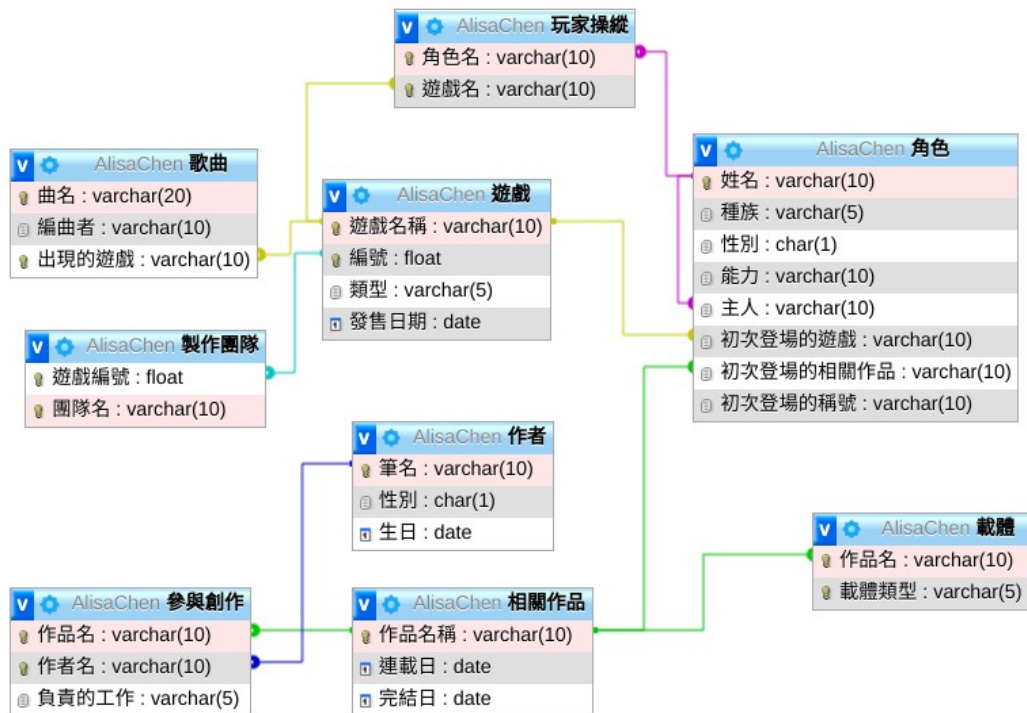 AlisaChen 玩家操縱
角色名 : varchar(10)
遊戲名 : varchar(10)
AlisaChen 角色
姓名 : varchar(10)
種族 : varchar(5)
性別 : char(1)
能力 : varchar(10)
主人 : varchar(10)
初次登場的遊戲 : varchar(10)
初次登場的相關作品 : varchar(10)
初次登場的稱號 : varchar(10)
AlisaChen 歌曲
曲名 : varchar(20)
編曲者 : varchar(10)
出現的遊戲 : varchar(10)
AlisaChen 遊戲
遊戲名稱 : varchar(10)
編號 : float
類型 : varchar(5)
發售日期 : date
AlisaChen 製作團隊
遊戲編號 : float
團隊名 : varchar(10)
AlisaChen 作者
筆名 : varchar(10)
性別 : char(1)
生日 : date
AlisaChen 載體
作品名 : varchar(10)
載體類型 : varchar(5)
AlisaChen 參與創作
作品名 : varchar(10)
作者名 : varchar(10)
負責的工作 : varchar(5)
AlisaChen 相關作品
作品名稱 : varchar(10)
連載日 : date
完結日 : date